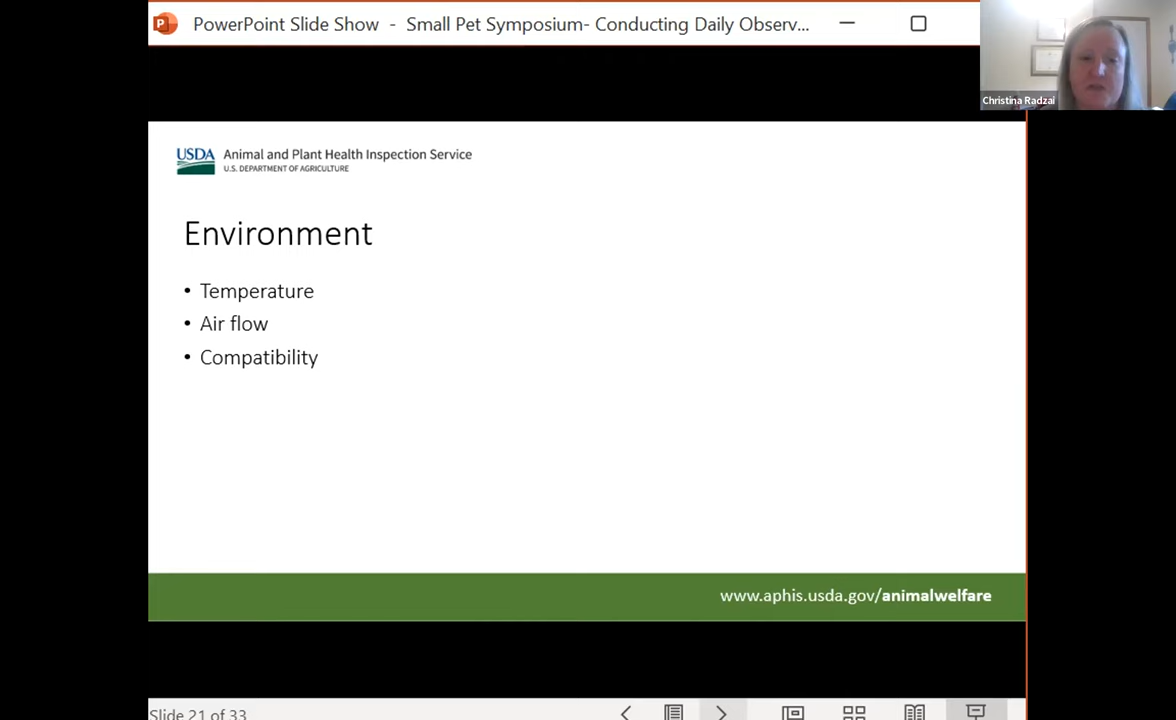 PowerPoint Slide Show - Small Pet Symposium- Conducting Daily Observ...
Christina Radzai
USDA Animal and Plant Health Inspection Service
U.S. DEPARTMENT OF AGRICULTURE
Environment
• Temperature
• Air flow
• Compatibility
www.aphis.usda.gov/animalwelfare
Slide 21 of 33